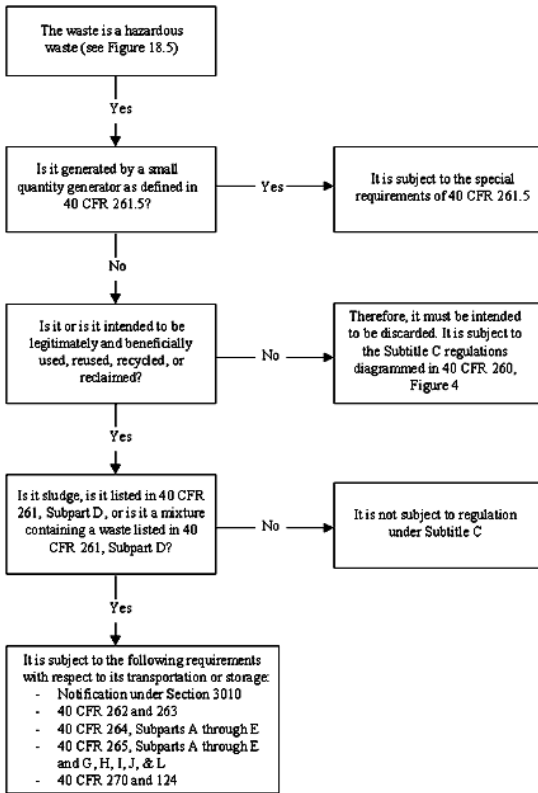 The waste is a hazardous
waste (see Figure 18.5)
Yes
Is it generated by a small
quantity generator as defined in
40 CFR 261.5?
Yes
It is subject to the special
requirements of 40 CFR 261.5
No
Is it or is it intended to be
legitimately and beneficially
used, reused, recycled, or
reclaimed?
No
Therefore, it must be intended
to be discarded. It is subject to
the Subtitle C regulations
diagrammed in 40 CFR 260,
Figure 4
Yes
Is it sludge, is it listed in 40 CFR
261, Subpart D, or is it a mixture
containing a waste listed in 40
CFR 261, Subpart D?
No
It is not subject to regulation
under Subtitle C
Yes
It is subject to the following requirements
with respect to its transportation or storage:
- Notification under Section 3010
- 40 CFR 262 and 263
- 40 CFR 264, Subparts A through E
- 40 CFR 265, Subparts A through E
and G, H, I, J, & L
- 40 CFR 270 and 124